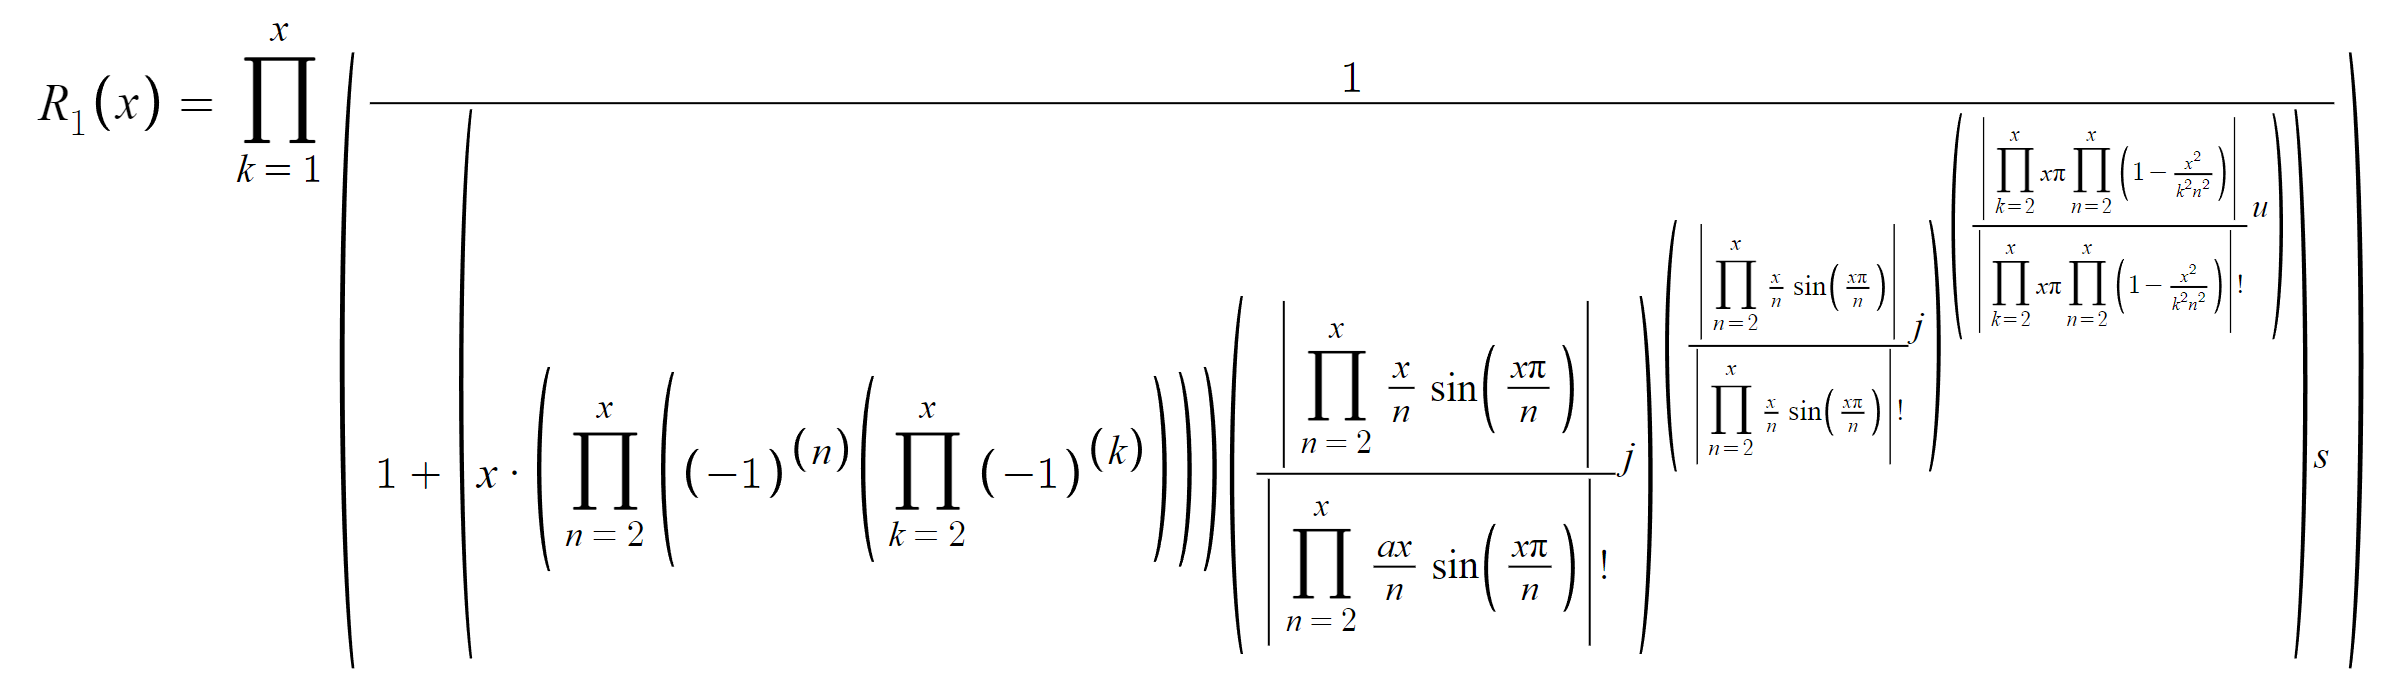 R_1(x) = \prod_{k=1}^{x} \left( \frac{1}{1 + \left( x \cdot \left( \prod_{n=2}^{x} \left( (-1)^{(n)} \left( \prod_{k=2}^{x} (-1)^{(k)} \right) \right) \right) \left( \frac{\left| \prod_{n=2}^{x} \frac{x}{n} \sin\left( \frac{x\pi}{n} \right) \right|}{\left| \prod_{n=2}^{x} \frac{ax}{n} \sin\left( \frac{x\pi}{n} \right) \right| !} j \right)^{\left( \frac{\left| \prod_{n=2}^{x} \frac{x}{n} \sin\left( \frac{x\pi}{n} \right) \right|}{\left| \prod_{n=2}^{x} \frac{x}{n} \sin\left( \frac{x\pi}{n} \right) \right| !} j \right)^{\left( \frac{\left| \prod_{k=2}^{x} x\pi \prod_{n=2}^{x} \left( 1 - \frac{x^2}{k^2 n^2} \right) \right|}{\left| \prod_{k=2}^{x} x\pi \prod_{n=2}^{x} \left( 1 - \frac{x^2}{k^2 n^2} \right) \right| !} u \right)}} \right) s} \right)